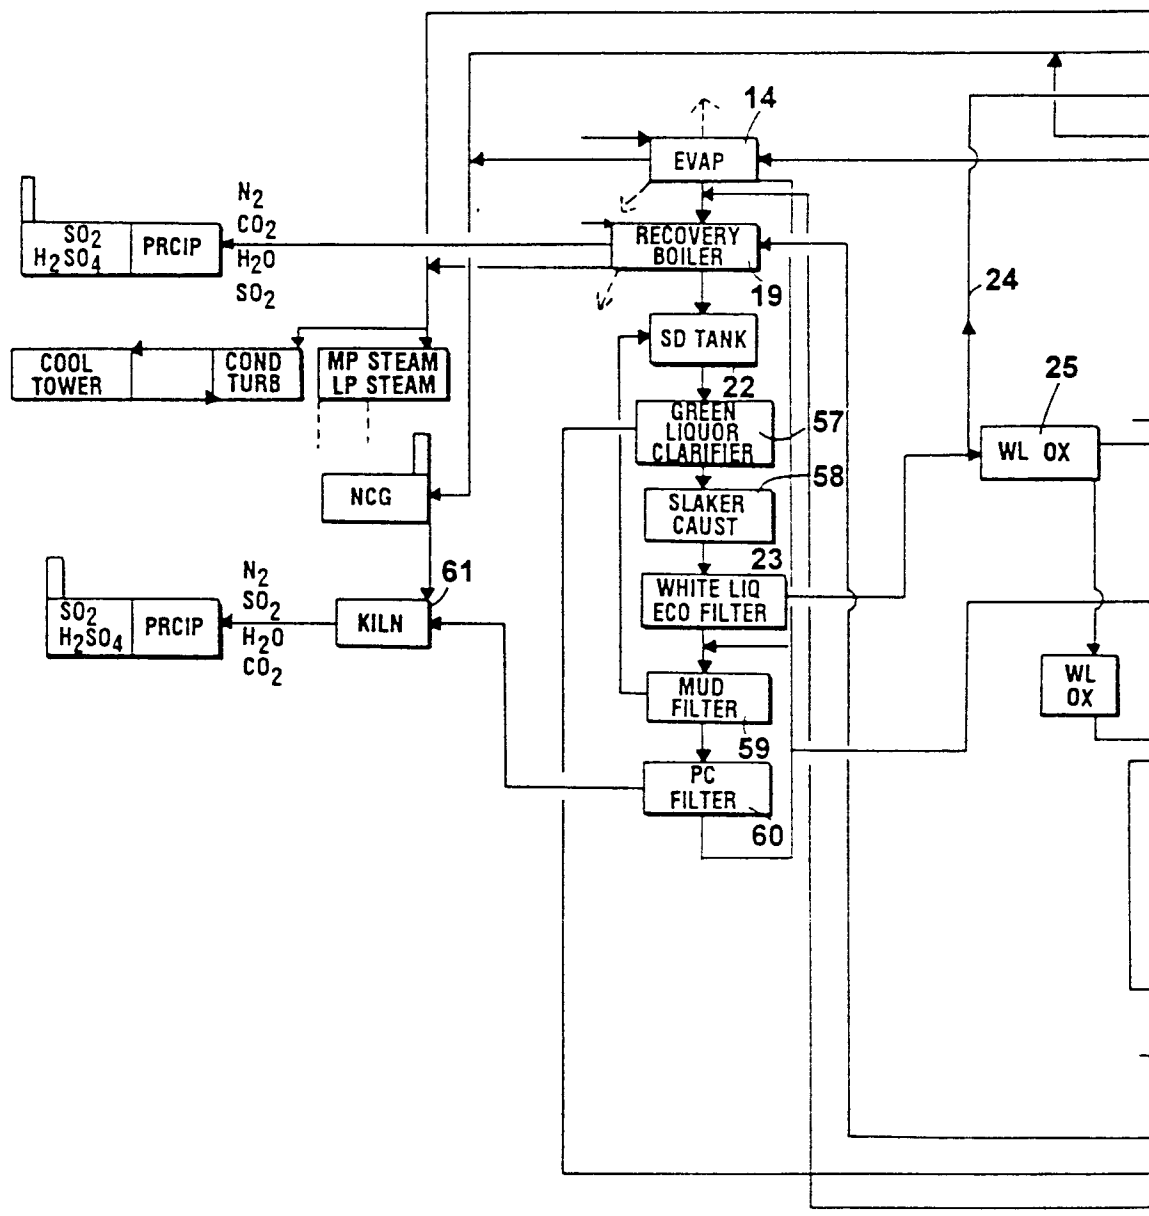 14
EVAP
N2
CO2
SO2
H2SO4
PRCIP
H2O
SO2
RECOVERY
BOILER
19
24
SD TANK
22
COOL
TOWER
COND
TURB
MP STEAM
LP STEAM
25
WL OX
GREEN
LIQUOR
CLARIFIER
57
58
NCG
SLAKER
CAUST
23
WHITE LIQ
ECO FILTER
61
N2
SO2
SO2
H2SO4
PRCIP
H2O
CO2
KILN
WL
OX
MUD
FILTER
59
PC
FILTER
60